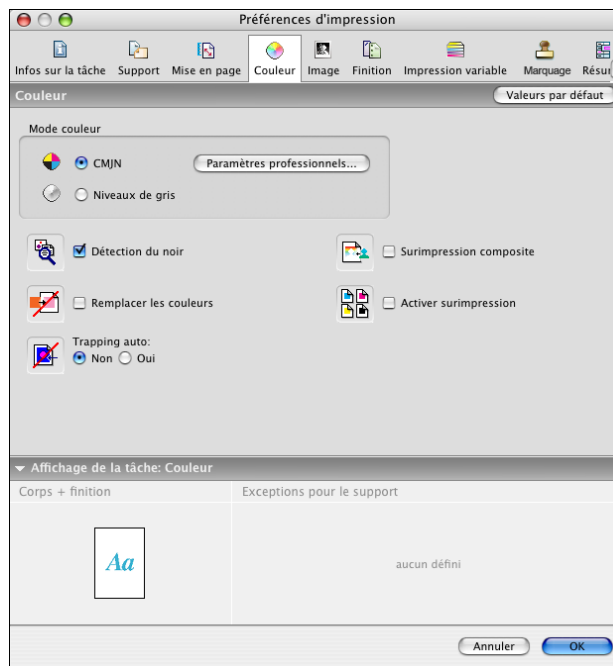 Préférences d'impression
Infos sur la tâche Support Mise en page Couleur Image Finition Impression variable Marquage
Couleur Valeurs par défaut
Mode couleur
CMJN Paramètres professionnels...
Niveaux de gris
Détection du noir Surimpression composite
Remplacer les couleurs Activer surimpression
Trapping auto:
Non Oui
Affichage de la tâche: Couleur
Corps + finition Exceptions pour le support
Aa aucun défini
Annuler OK